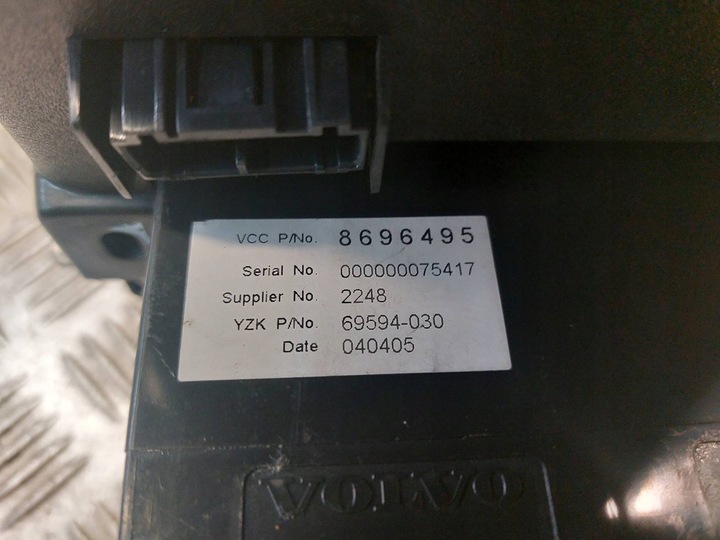 VCC P/No. 8696495
Serial No. 000000075417
Supplier No. 2248
YZK P/No. 69594-030
Date 040405
VOLVO